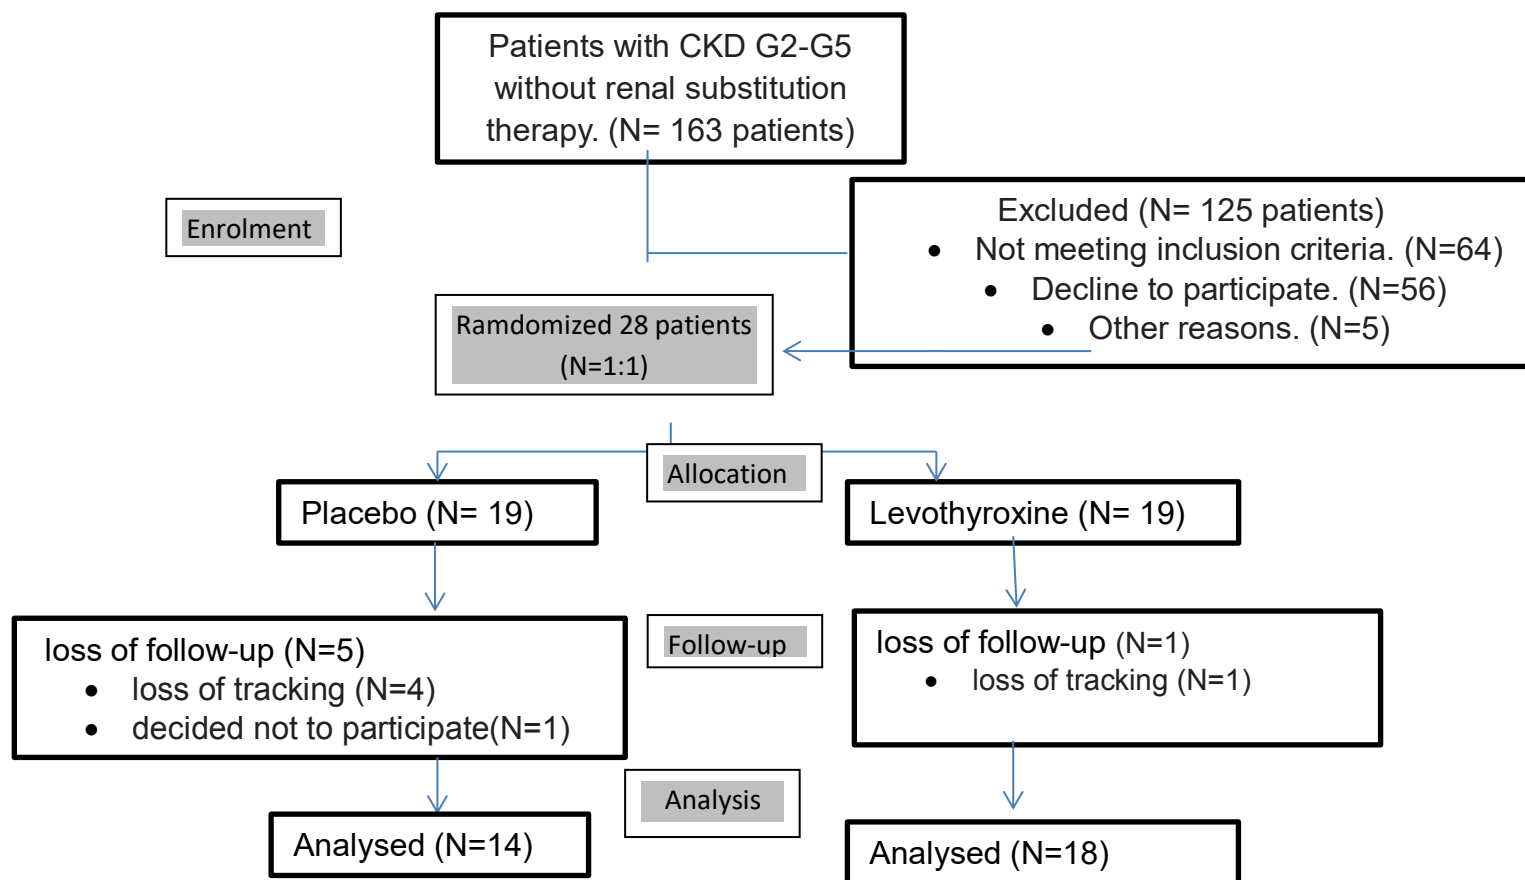 Patients with CKD G2-G5
without renal substitution
therapy. (N= 163 patients)
Enrolment
Excluded (N= 125 patients)
• Not meeting inclusion criteria. (N=64)
• Decline to participate. (N=56)
• Other reasons. (N=5)
Ramdomized 28 patients
(N=1:1)
Allocation
Placebo (N= 19)
Levothyroxine (N= 19)
Follow-up
loss of follow-up (N=5)
• loss of tracking (N=4)
• decided not to participate(N=1)
loss of follow-up (N=1)
• loss of tracking (N=1)
Analysis
Analysed (N=14)
Analysed (N=18)